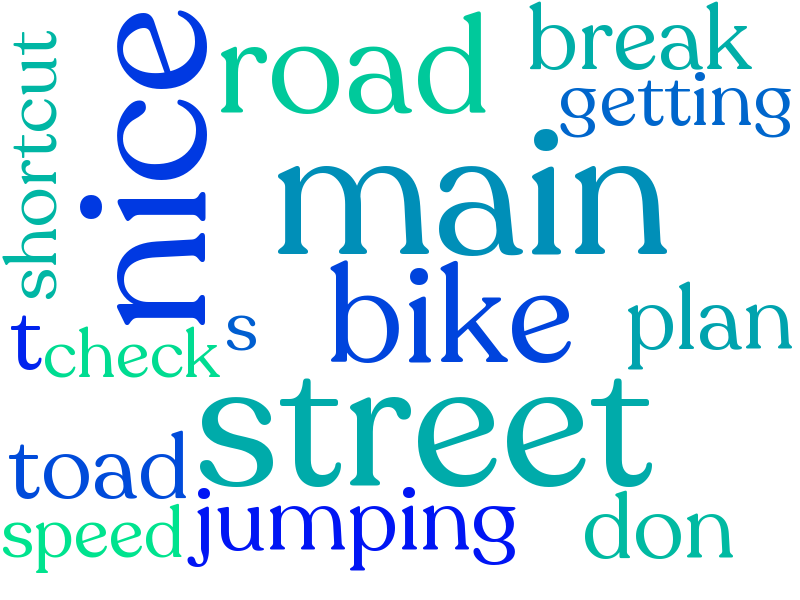 shortcut
nice
road
break
getting
main
t
check
s
bike
plan
street
toad
speed
jumping
don